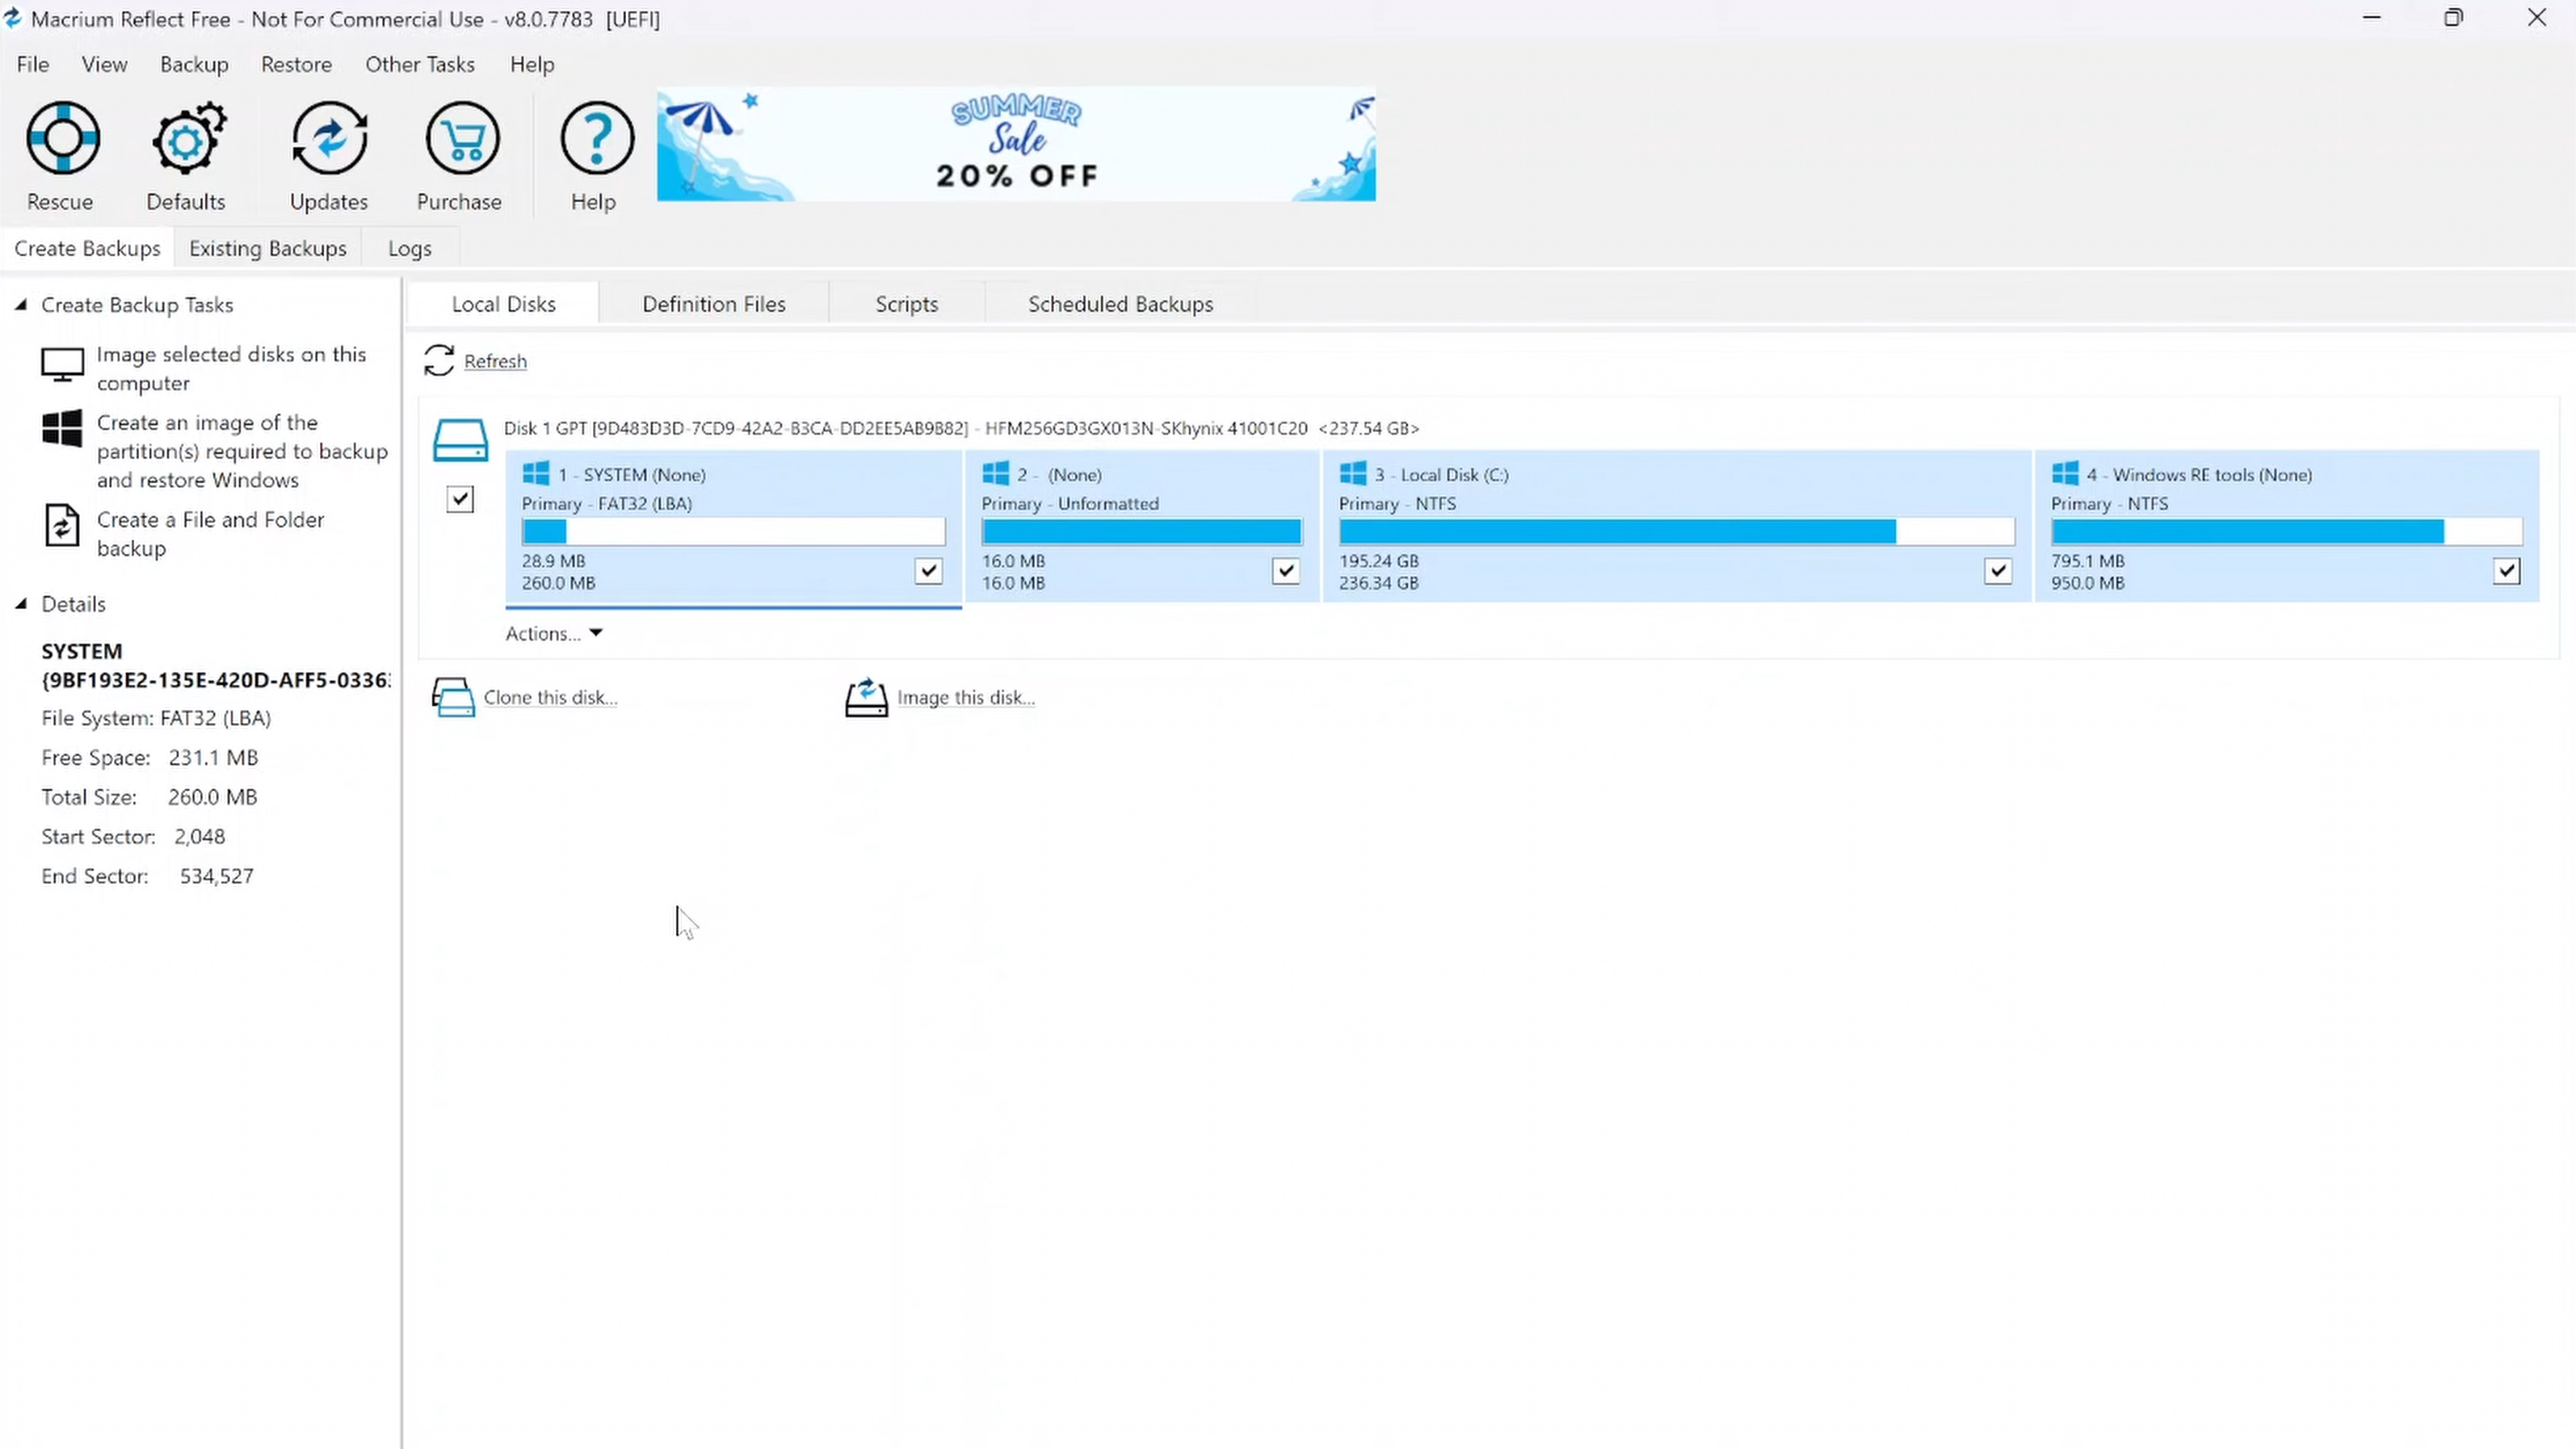 Macrium Reflect Free - Not For Commercial Use - v8.0.7783 [UEFI]
File View Backup Restore Other Tasks Help
SUMMER
Sale
20% OFF
Rescue Defaults Updates Purchase Help
Create Backups Existing Backups Logs
Create Backup Tasks
Image selected disks on this
computer
Create an image of the
partition(s) required to backup
and restore Windows
Create a File and Folder
backup
Details
SYSTEM
{9BF193E2-135E-420D-AFF5-0336
File System: FAT32 (LBA)
Free Space: 231.1 MB
Total Size: 260.0 MB
Start Sector: 2,048
End Sector: 534,527
Local Disks Definition Files Scripts Scheduled Backups
Refresh
Disk 1 GPT [9D483D3D-7CD9-42A2-B3CA-DD2EE5AB9B82] - HFM256GD3GX013N-SKhynix 41001C20 <237.54 GB>
1 - SYSTEM (None)
Primary - FAT32 (LBA)
28.9 MB
260.0 MB
2 - (None)
Primary - Unformatted
16.0 MB
16.0 MB
3 - Local Disk (C:)
Primary - NTFS
195.24 GB
236.34 GB
4 - Windows RE tools (None)
Primary - NTFS
795.1 MB
950.0 MB
Actions...
Clone this disk... Image this disk...